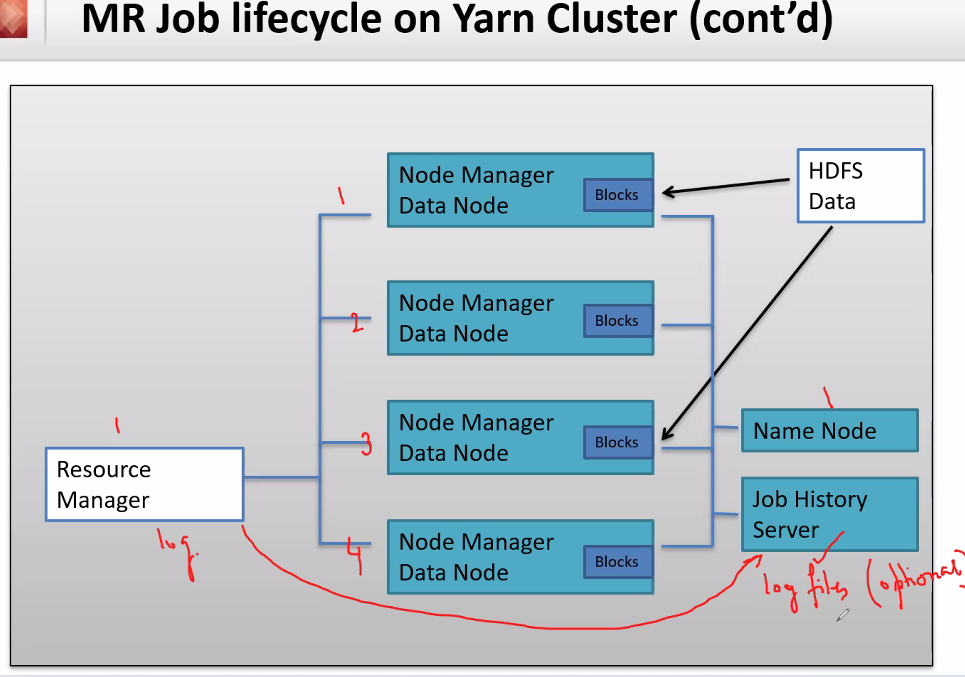 MR Job lifecycle on Yarn Cluster (cont'd)
1
Node Manager
Data Node
Blocks
HDFS
Data
2
Node Manager
Data Node
Blocks
3
Node Manager
Data Node
Blocks
1
Name Node
1
Resource
Manager
log
Job History
Server
4
Node Manager
Data Node
Blocks
log files (optional)